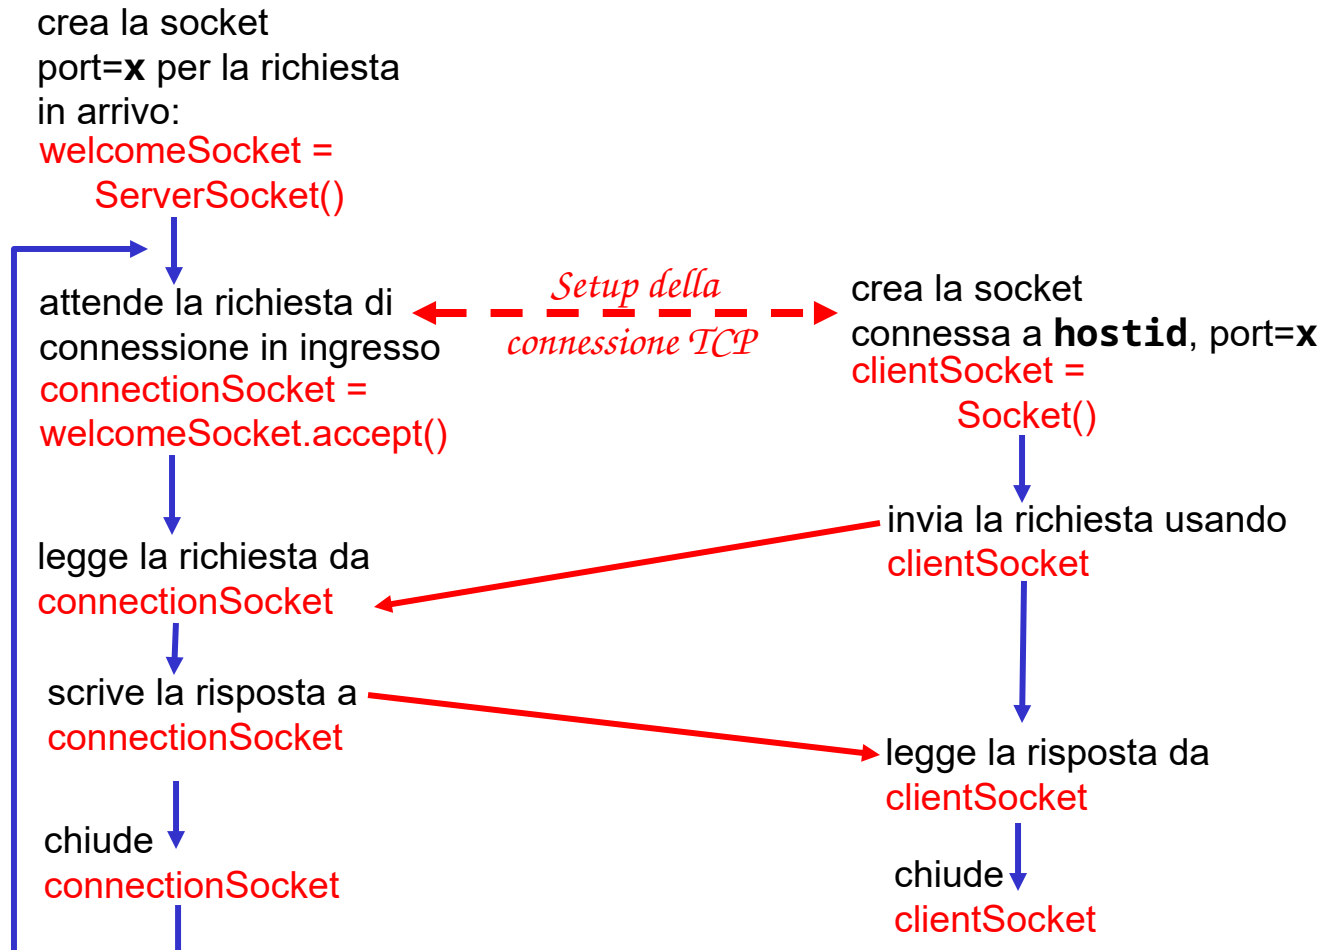 crea la socket
port=x per la richiesta
in arrivo:
welcomeSocket =
ServerSocket()
attende la richiesta di
connessione in ingresso
connectionSocket =
welcomeSocket.accept()
Setup della
connessione TCP
crea la socket
connessa a hostid, port=x
clientSocket =
Socket()
invia la richiesta usando
clientSocket
legge la richiesta da
connectionSocket
scrive la risposta a
connectionSocket
legge la risposta da
clientSocket
chiude
connectionSocket
chiude
clientSocket